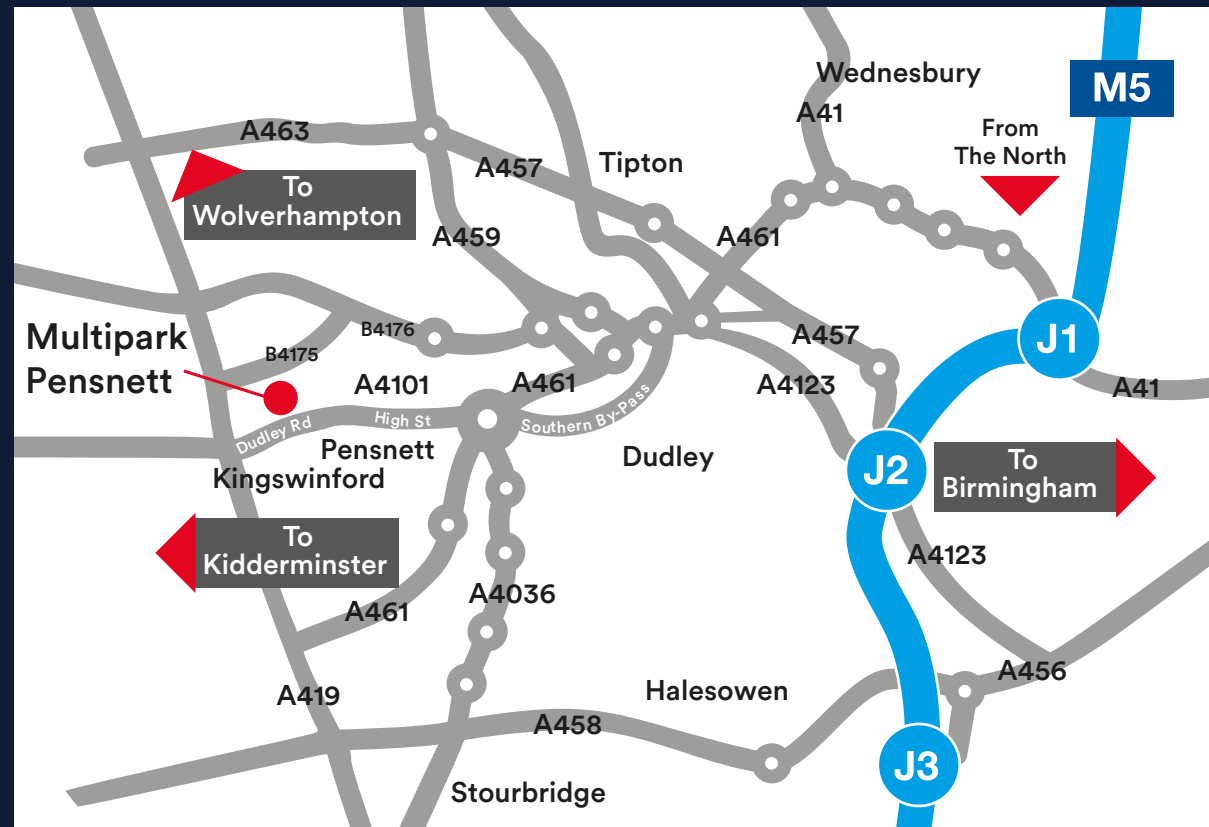 Wednesbury
M5
A41
From
The North
A463
A457
Tipton
To
Wolverhampton
A459
A461
Multipark
Pensnett
B4176
B4175
A457
A4101
A461
A4123
A41
Dudley Rd
High St
Southern By-Pass
J1
Pensnett
Kingswinford
Dudley
J2
To
Birmingham
To
Kidderminster
A4123
A461
A4036
A419
A458
Halesowen
A456
J3
Stourbridge